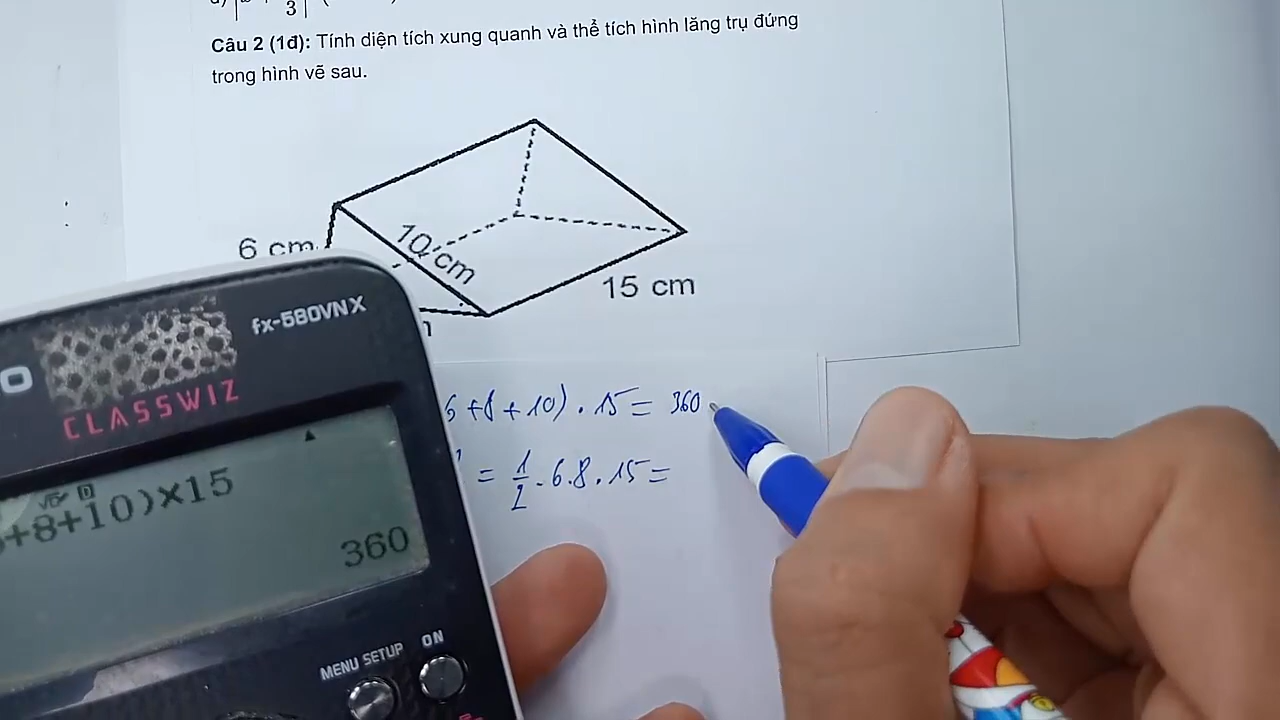 3
Câu 2 (1đ): Tính diện tích xung quanh và thể tích hình lăng trụ đứng
trong hình vẽ sau.
6 cm
10 cm
15 cm
fx-580VN X
CLASSWIZ
+8+10)×15
360
MENU SETUP ON
6 + 8 + 10) . 15 = 360
= 1/2 . 6.8 . 15 =